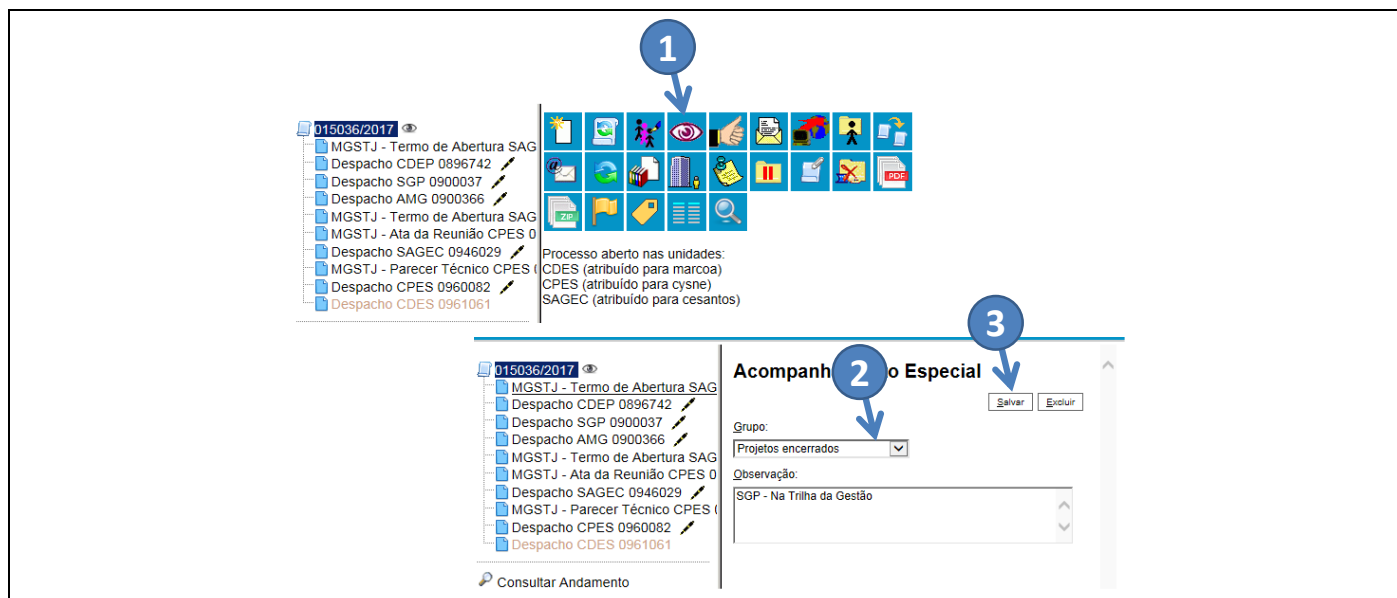 1
015036/2017
MGSTJ - Termo de Abertura SAG
Despacho CDEP 0896742
Despacho SGP 0900037
Despacho AMG 0900366
MGSTJ - Termo de Abertura SAG
MGSTJ - Ata da Reunião CPES 0
Despacho SAGEC 0946029
MGSTJ - Parecer Técnico CPES (
Despacho CPES 0960082
Despacho CDES 0961061
PDF
ZIP
Processo aberto nas unidades:
CDES (atribuído para marcoa)
CPES (atribuído para cysne)
SAGEC (atribuído para cesantos)
3
015036/2017
MGSTJ - Termo de Abertura SAG
Despacho CDEP 0896742
Despacho SGP 0900037
Despacho AMG 0900366
MGSTJ - Termo de Abertura SAG
MGSTJ - Ata da Reunião CPES 0
Despacho SAGEC 0946029
MGSTJ - Parecer Técnico CPES (
Despacho CPES 0960082
Despacho CDES 0961061
Consultar Andamento
Acompanh 2 o Especial
Salvar Excluir
Grupo:
Projetos encerrados
Observação:
SGP - Na Trilha da Gestão